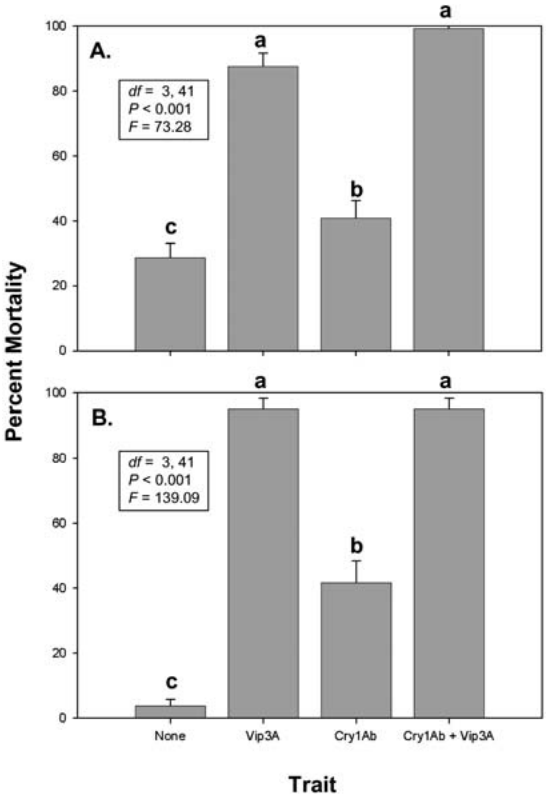 Percent Mortality
A.
df = 3, 41
P < 0.001
F = 73.28
100
80
60
40
20
0
c
a
b
a
B.
df = 3, 41
P < 0.001
F = 139.09
100
80
60
40
20
0
c
a
b
a
None
Vip3A
Cry1Ab
Cry1Ab + Vip3A
Trait